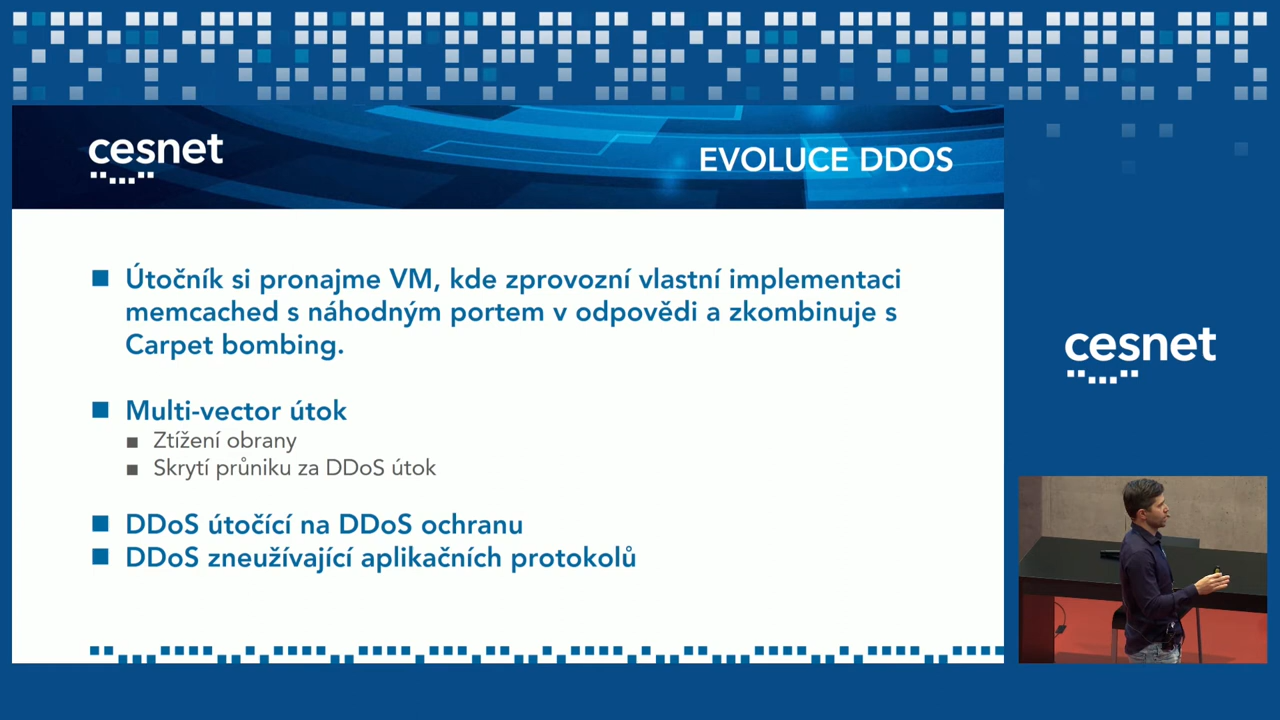 cesnet
EVOLUCE DDOS
Útočník si pronajme VM, kde zprovozní vlastní implementaci
memcached s náhodným portem v odpovědi a zkombinuje s
Carpet bombing.
Multi-vector útok
Ztížení obrany
Skrytí průniku za DDoS útok
DDoS útočící na DDoS ochranu
DDoS zneužívající aplikačních protokolů
cesnet